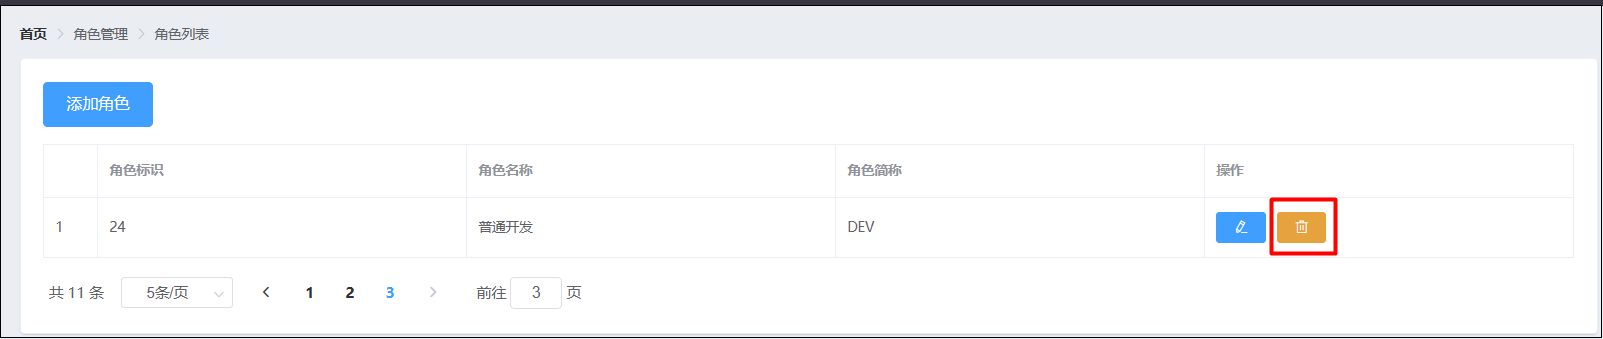 首页 > 角色管理 > 角色列表
添加角色
角色标识 角色名称 角色简称 操作
1 24 普通开发 DEV
共 11 条 5条/页 1 2 3 前往 3 页